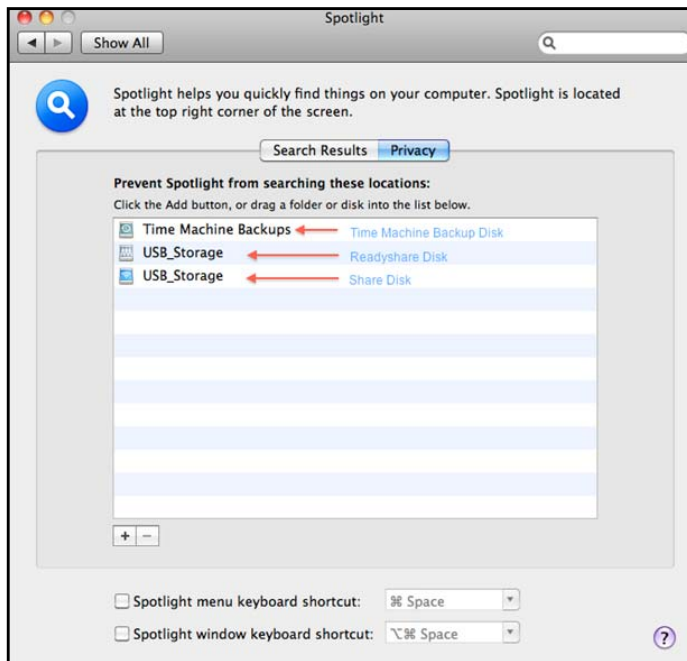 Spotlight
Show All
Spotlight helps you quickly find things on your computer. Spotlight is located
at the top right corner of the screen.
Search Results Privacy
Prevent Spotlight from searching these locations:
Click the Add button, or drag a folder or disk into the list below.
Time Machine Backups Time Machine Backup Disk
USB_Storage Readyshare Disk
USB_Storage Share Disk
+ −
Spotlight menu keyboard shortcut: ⌘ Space
Spotlight window keyboard shortcut: ⌥⌘ Space
?